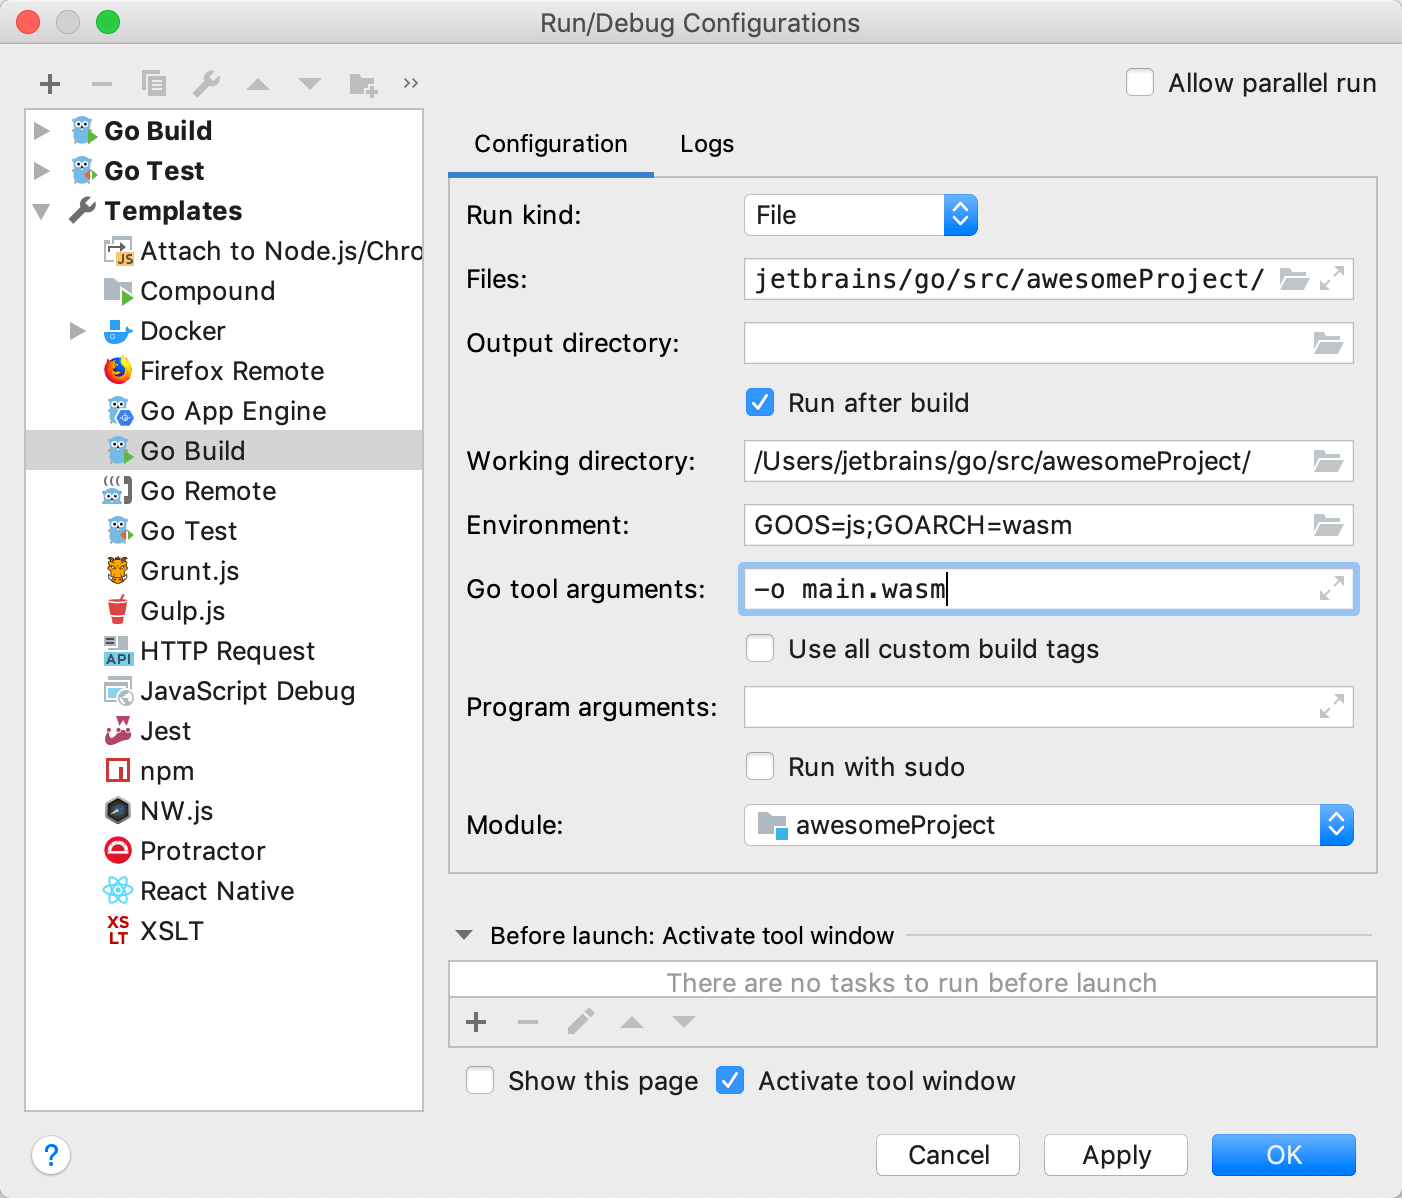 Run/Debug Configurations
Allow parallel run
Go Build
Go Test
Templates
JS
Attach to Node.js/Chro
Compound
Docker
Firefox Remote
Go App Engine
Go Build
Go Remote
Go Test
Grunt.js
Gulp.js
API
HTTP Request
JavaScript Debug
Jest
npm
NW.js
Protractor
React Native
XS
LT
XSLT
Configuration
Logs
Run kind:
File
Files:
jetbrains/go/src/awesomeProject/
Output directory:
Run after build
Working directory:
/Users/jetbrains/go/src/awesomeProject/
Environment:
GOOS=js;GOARCH=wasm
Go tool arguments:
-o main.wasm
Use all custom build tags
Program arguments:
Run with sudo
Module:
awesomeProject
Before launch: Activate tool window
There are no tasks to run before launch
Show this page
Activate tool window
?
Cancel
Apply
OK